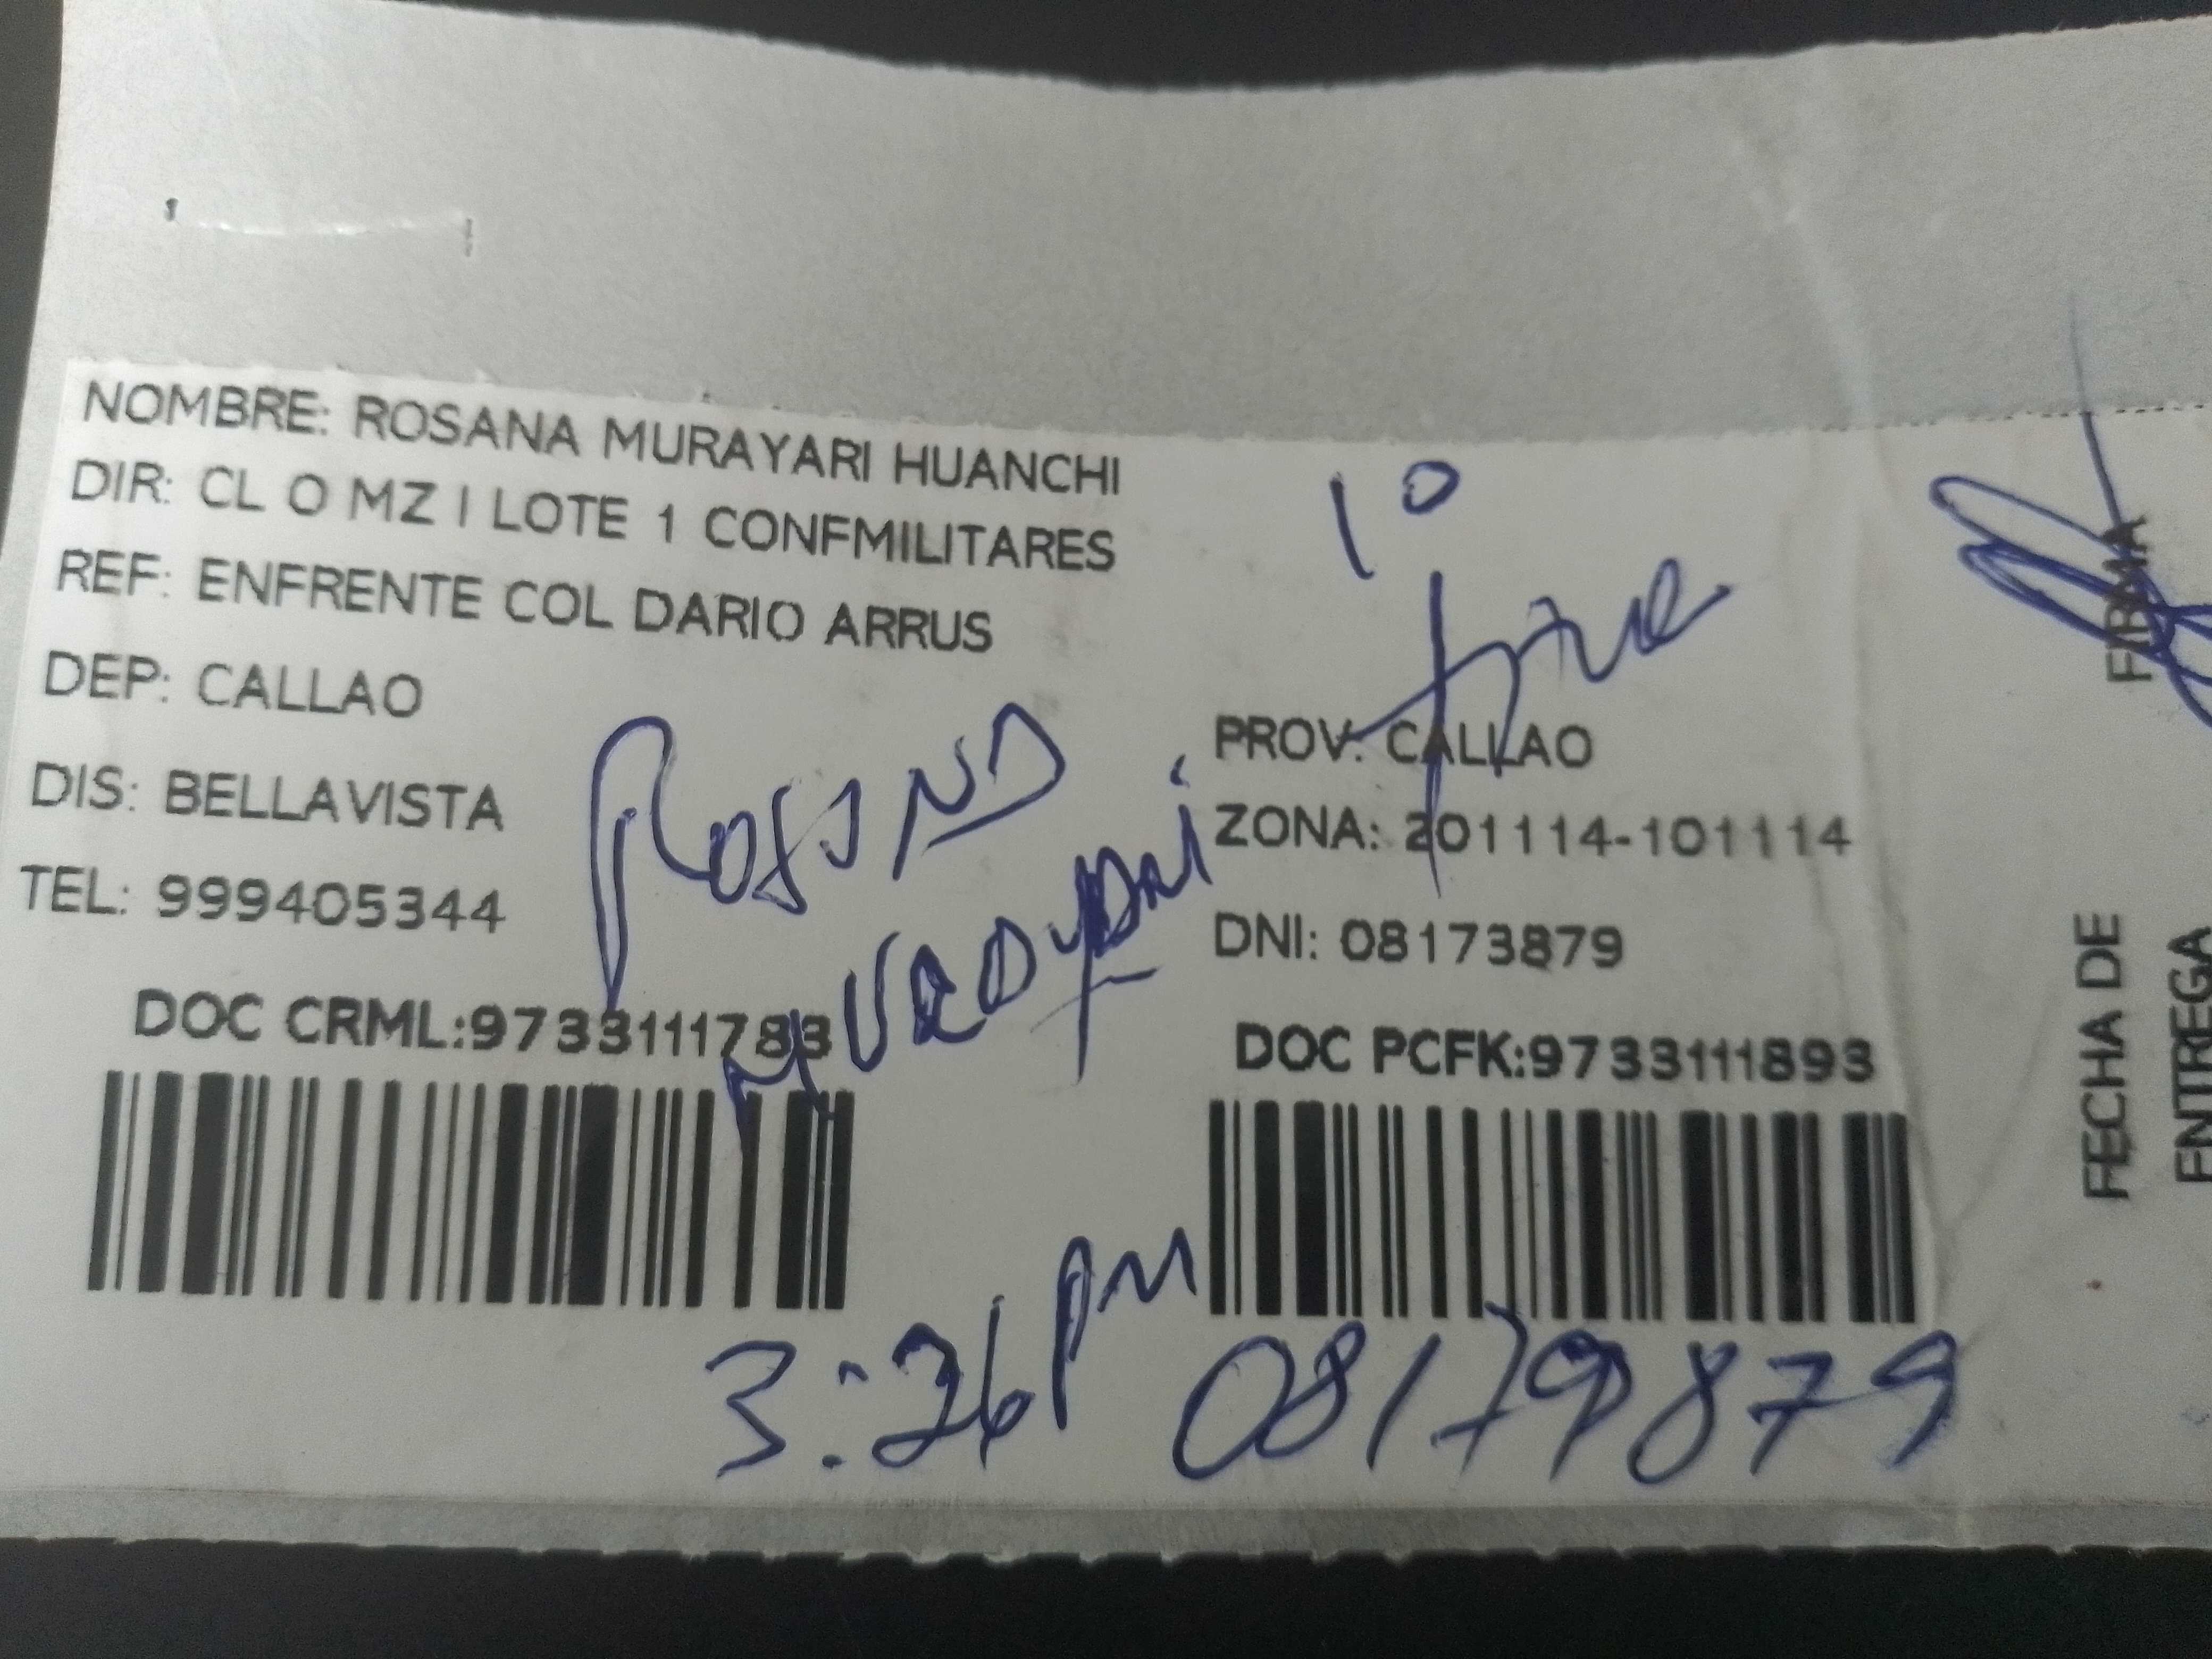 NOMBRE: ROSANA MURAYARI HUANCHI
DIR: CL O MZ I LOTE 1 CONFMILITARES
REF: ENFRENTE COL DARIO ARRUS
DEP: CALLAO
PROV: CALLAO
DIS: BELLAVISTA
ZONA: 201114-101114
TEL: 999405344
DNI: 08173879
DOC CRML:9733111783
DOC PCFK:9733111893
1°
Rosana
Murayari
3:26 pm
08179879
FIRMA
FECHA DE
ENTREGA